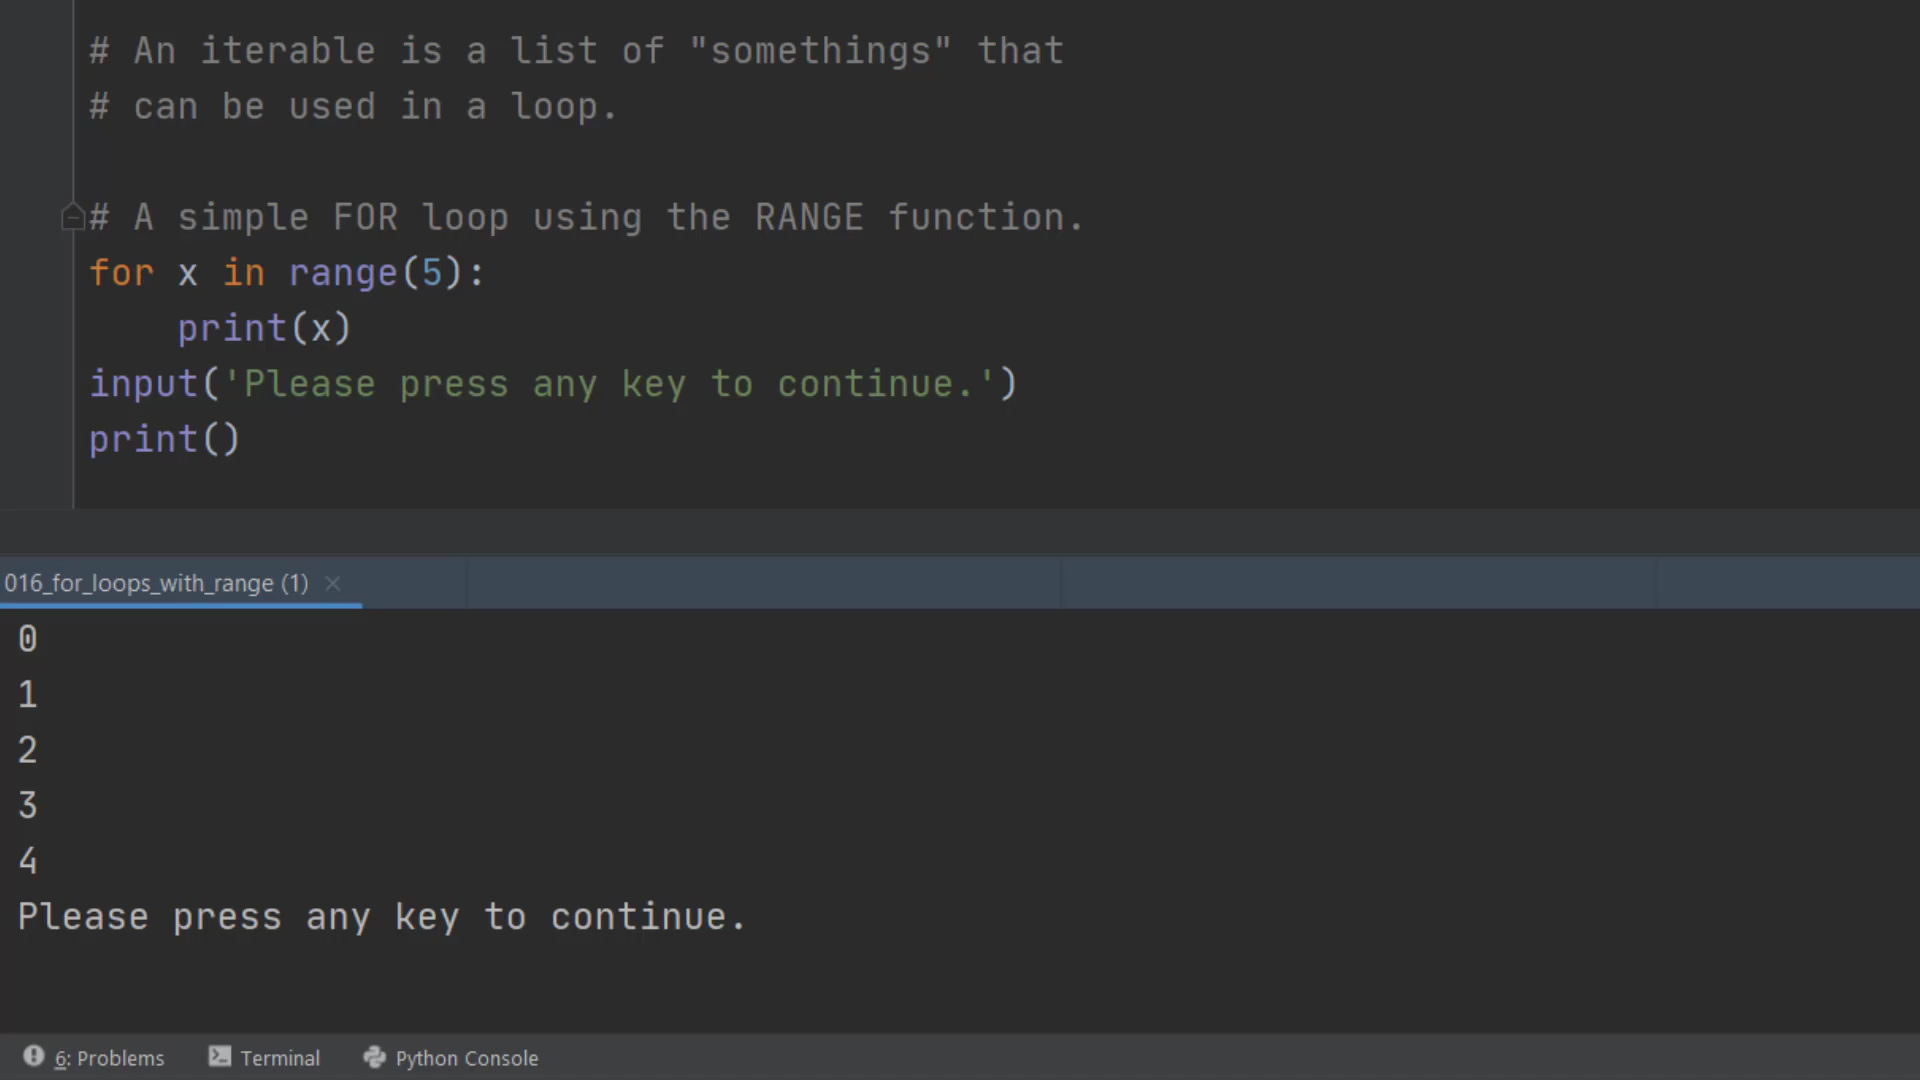 # An iterable is a list of "somethings" that
# can be used in a loop.
# A simple FOR loop using the RANGE function.
for x in range(5):
    print(x)
input('Please press any key to continue.')
print()
016_for_loops_with_range (1)
0
1
2
3
4
Please press any key to continue.
6: Problems Terminal Python Console